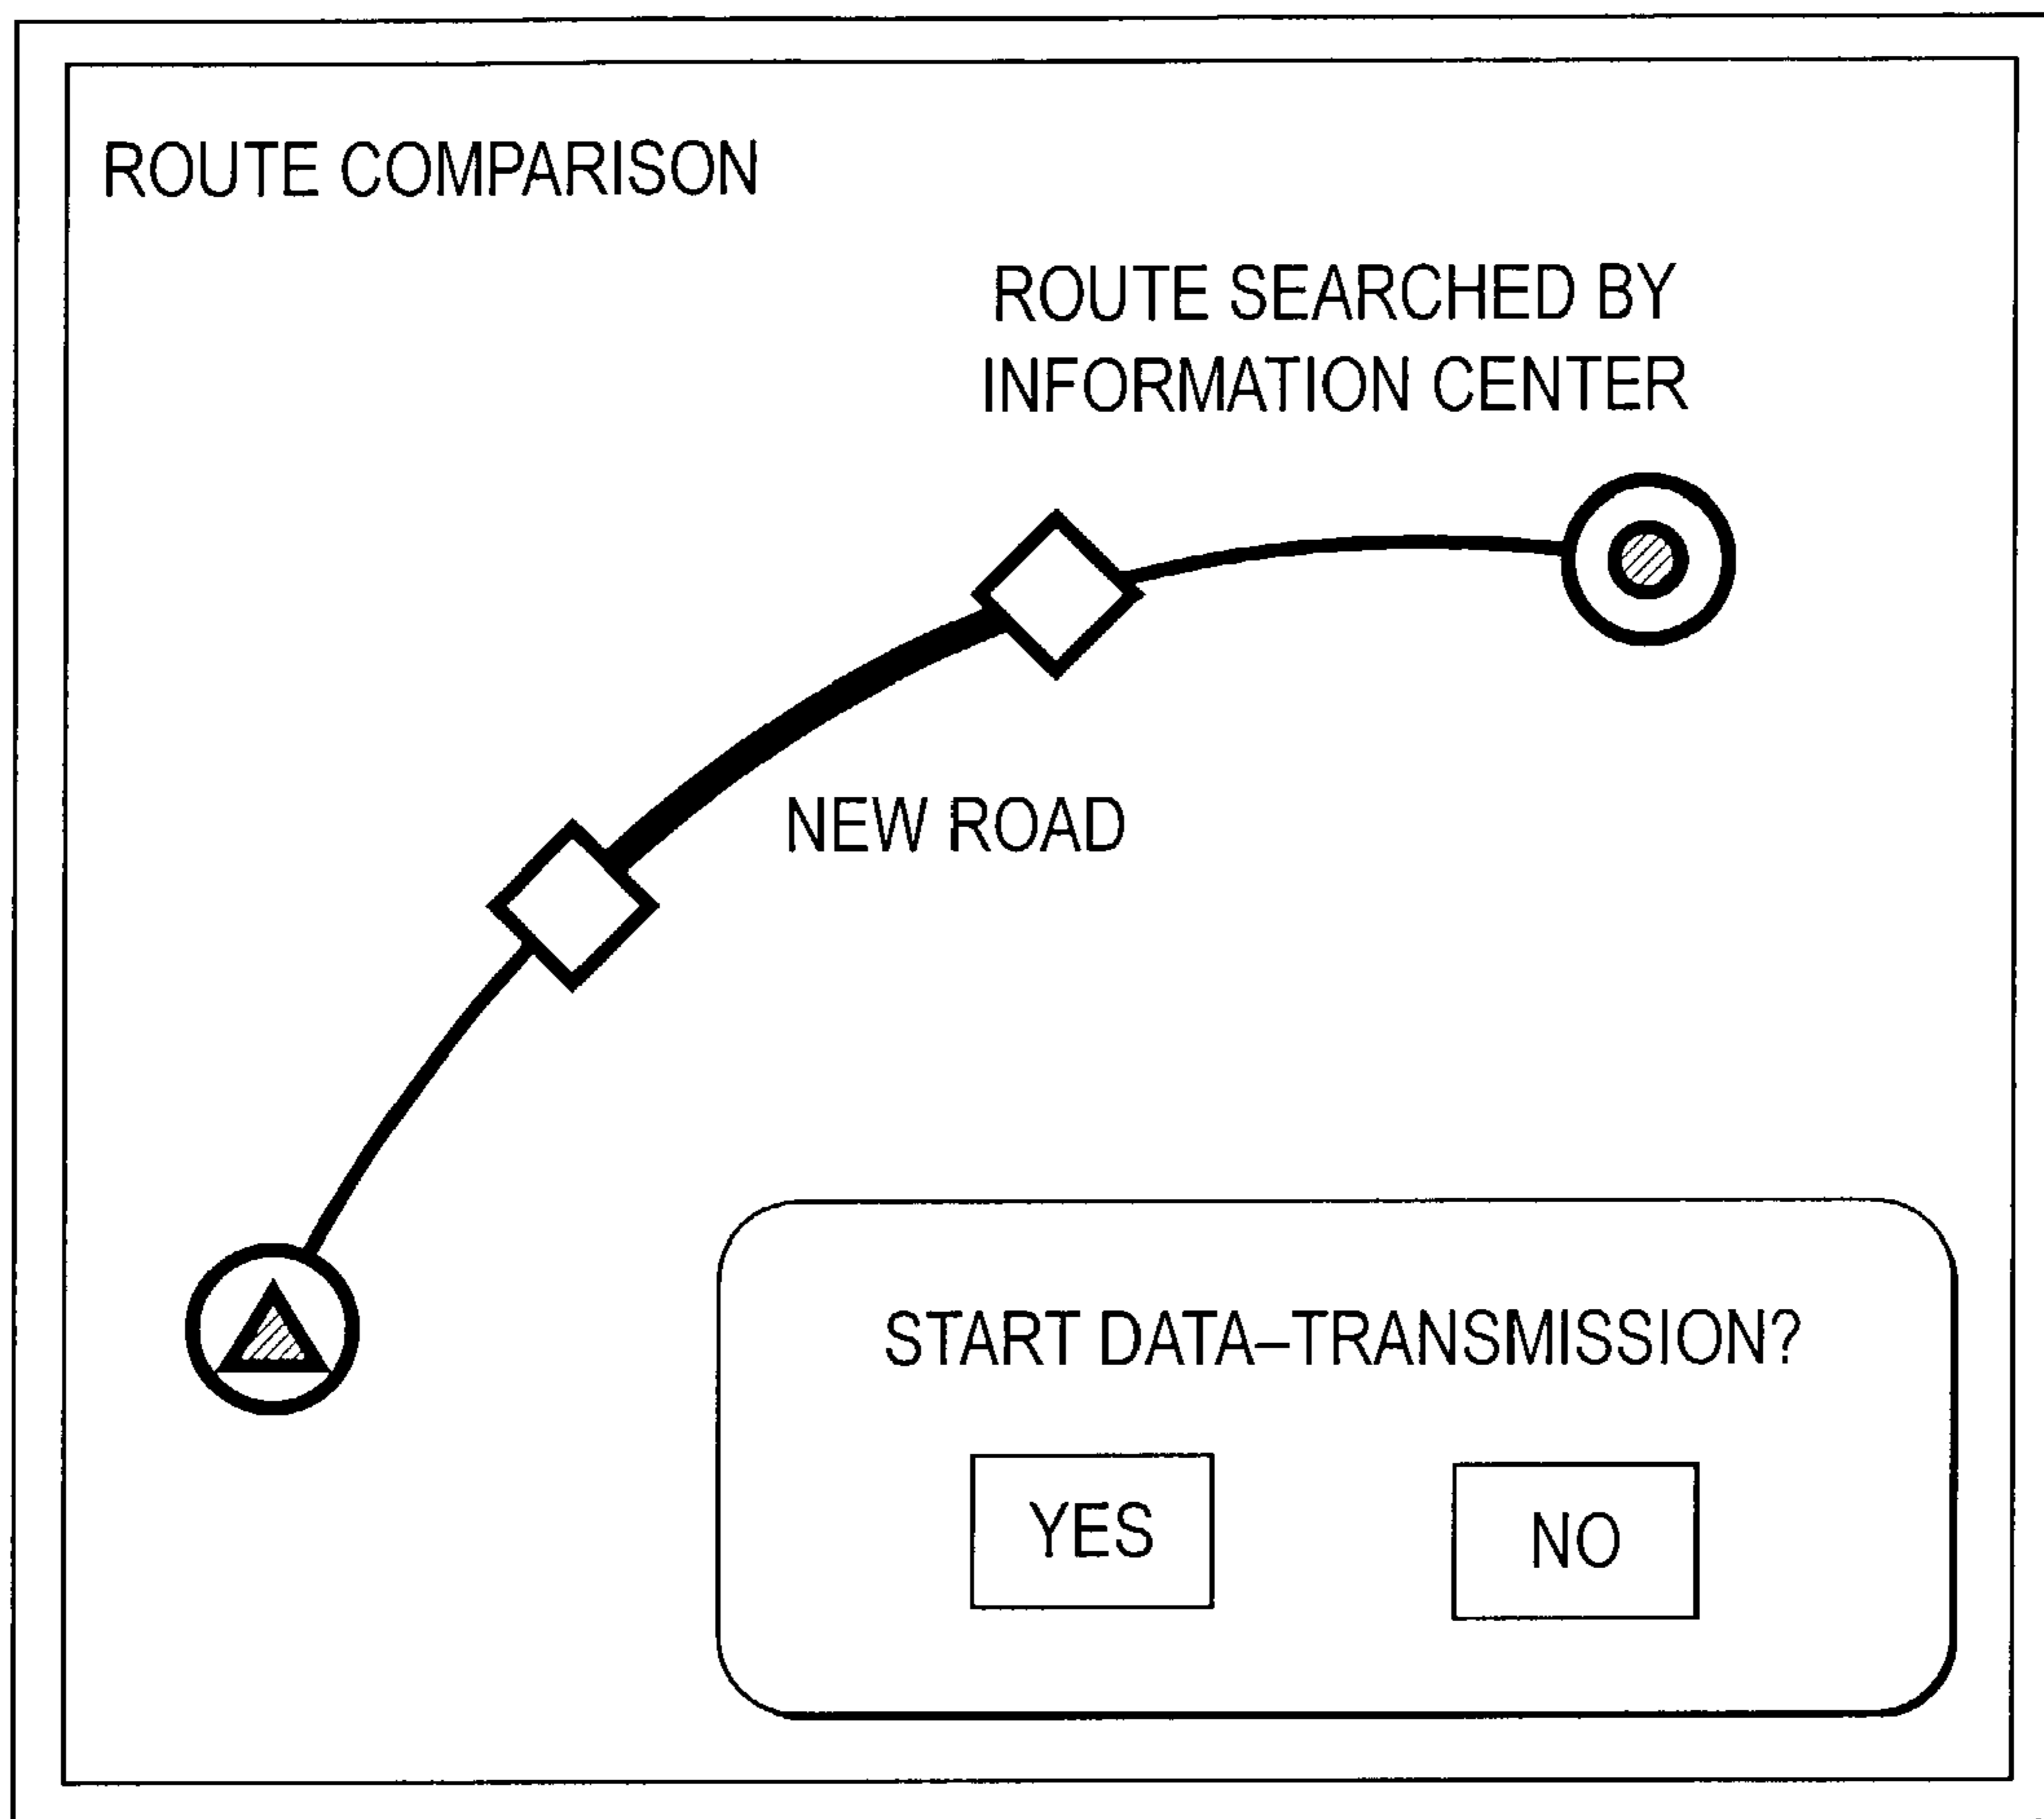 ROUTE COMPARISON
ROUTE SEARCHED BY
INFORMATION CENTER
NEW ROAD
START DATA–TRANSMISSION?
YES
NO